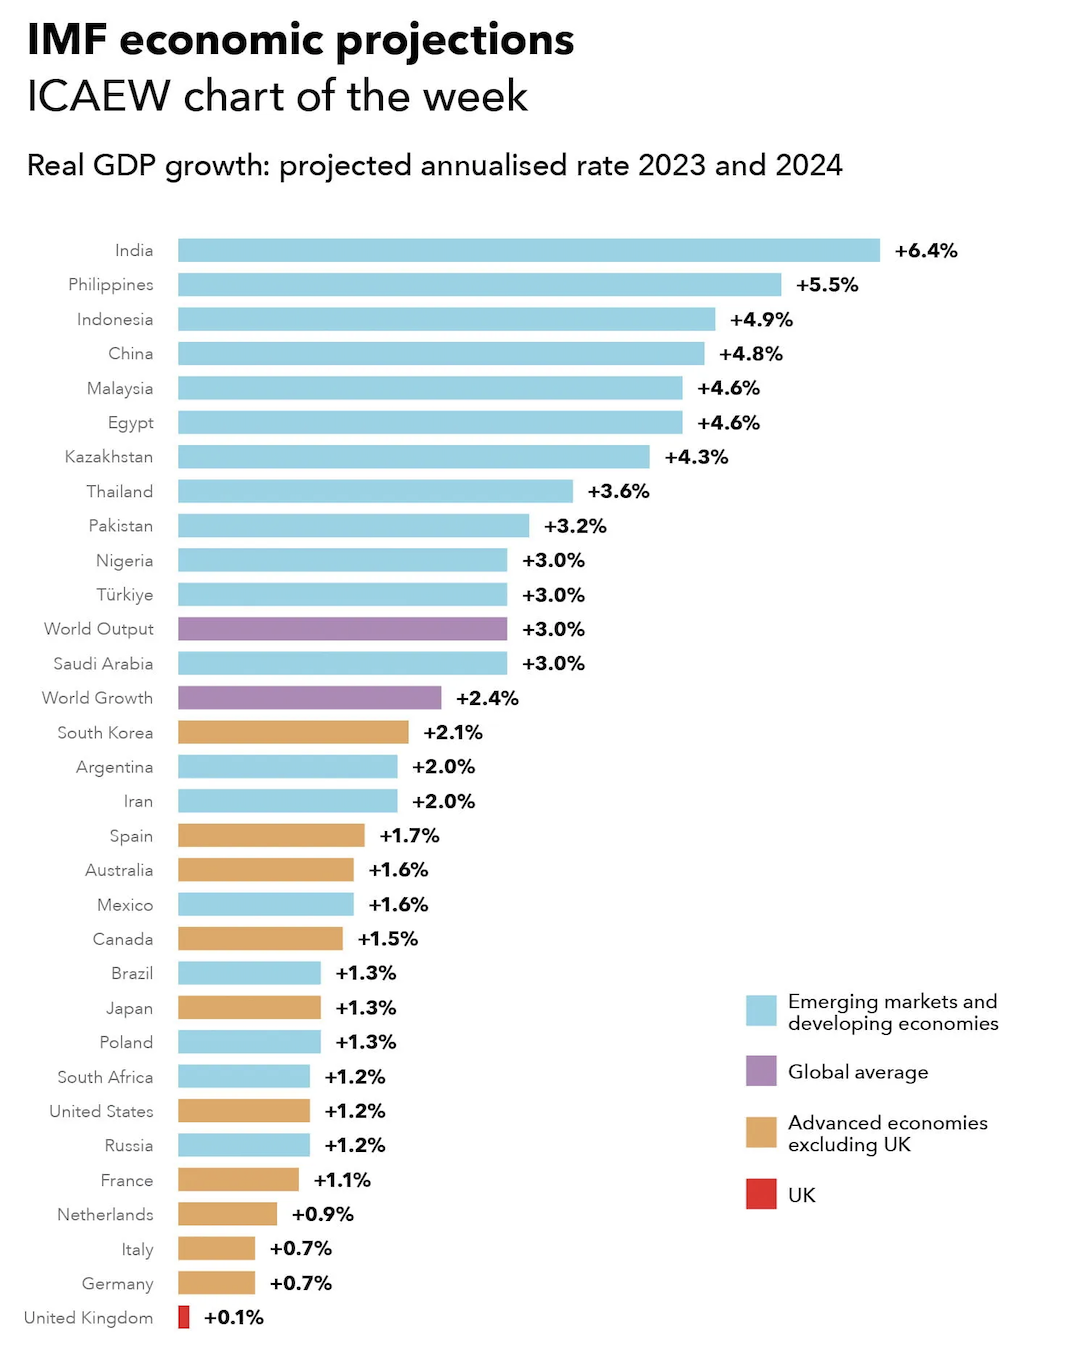 IMF economic projections
ICAEW chart of the week
Real GDP growth: projected annualised rate 2023 and 2024
India +6.4%
Philippines +5.5%
Indonesia +4.9%
China +4.8%
Malaysia +4.6%
Egypt +4.6%
Kazakhstan +4.3%
Thailand +3.6%
Pakistan +3.2%
Nigeria +3.0%
Türkiye +3.0%
World Output +3.0%
Saudi Arabia +3.0%
World Growth +2.4%
South Korea +2.1%
Argentina +2.0%
Iran +2.0%
Spain +1.7%
Australia +1.6%
Mexico +1.6%
Canada +1.5%
Brazil +1.3%
Japan +1.3%
Poland +1.3%
South Africa +1.2%
United States +1.2%
Russia +1.2%
France +1.1%
Netherlands +0.9%
Italy +0.7%
Germany +0.7%
United Kingdom +0.1%
Emerging markets and
developing economies
Global average
Advanced economies
excluding UK
UK